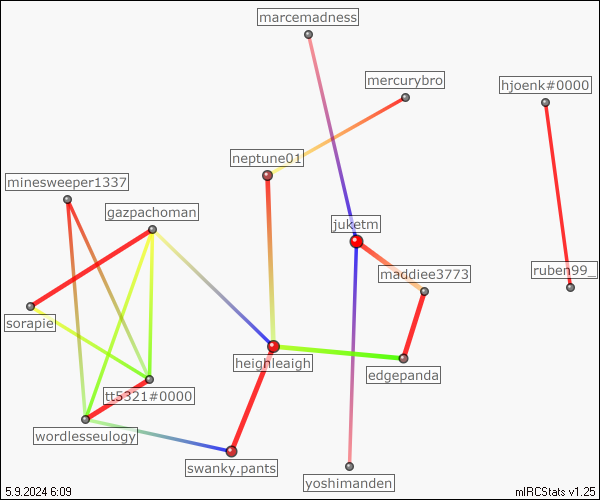 marcemadness
mercurybro
hjoenk#0000
neptune01
minesweeper1337
gazpachoman
juketm
maddiee3773
ruben99_
sorapie
heighleaigh
edgepanda
tt5321#0000
wordlesseulogy
swanky.pants
yoshimanden
5.9.2024 6:09
mIRCStats v1.25